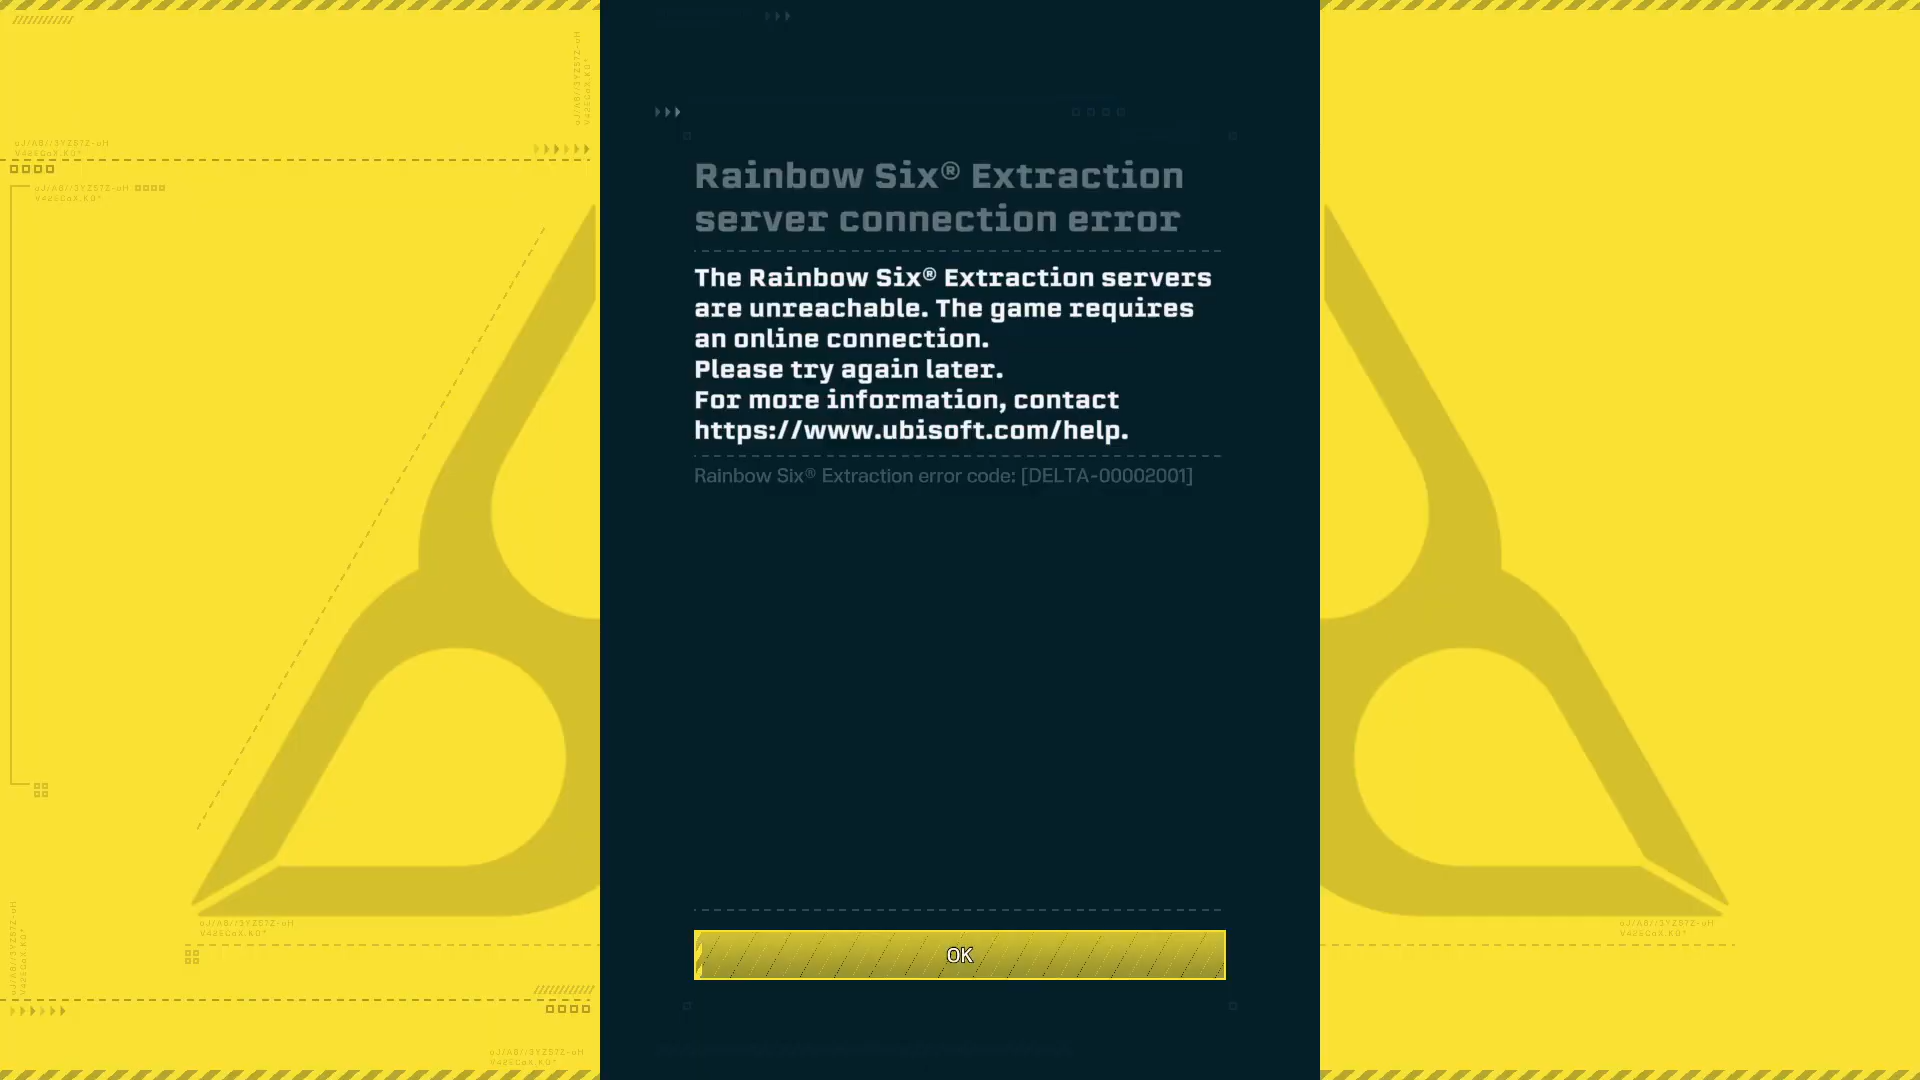 Rainbow Six® Extraction
server connection error
The Rainbow Six® Extraction servers
are unreachable. The game requires
an online connection.
Please try again later.
For more information, contact
https://www.ubisoft.com/help.
Rainbow Six® Extraction error code: [DELTA-00002001]
OK